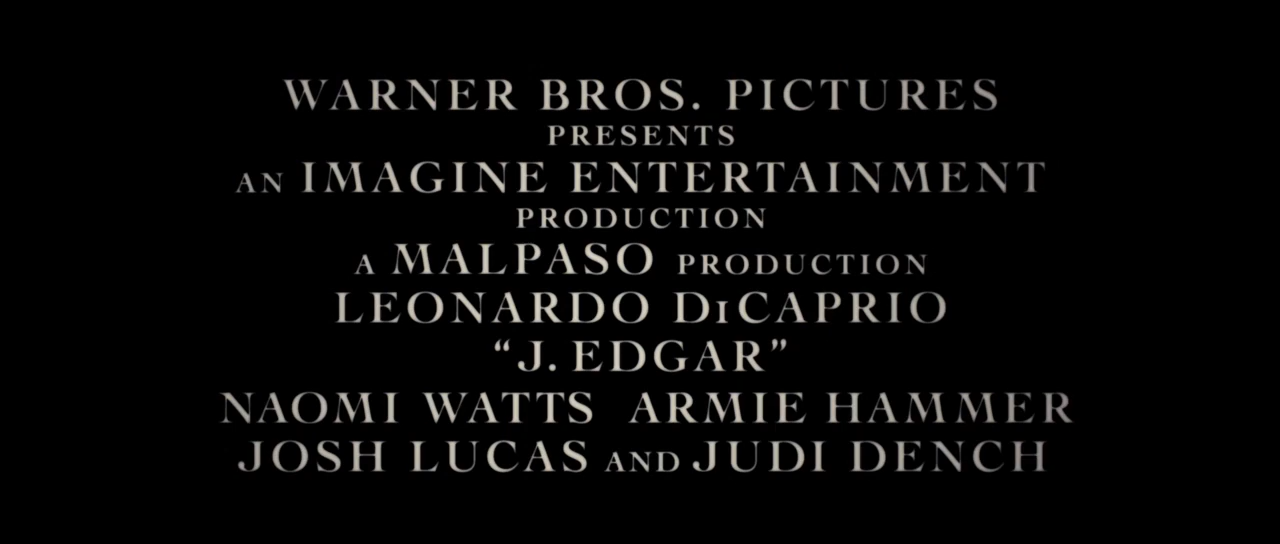 WARNER BROS. PICTURES
PRESENTS
AN IMAGINE ENTERTAINMENT
PRODUCTION
A MALPASO PRODUCTION
LEONARDO DiCAPRIO
“J. EDGAR”
NAOMI WATTS ARMIE HAMMER
JOSH LUCAS AND JUDI DENCH